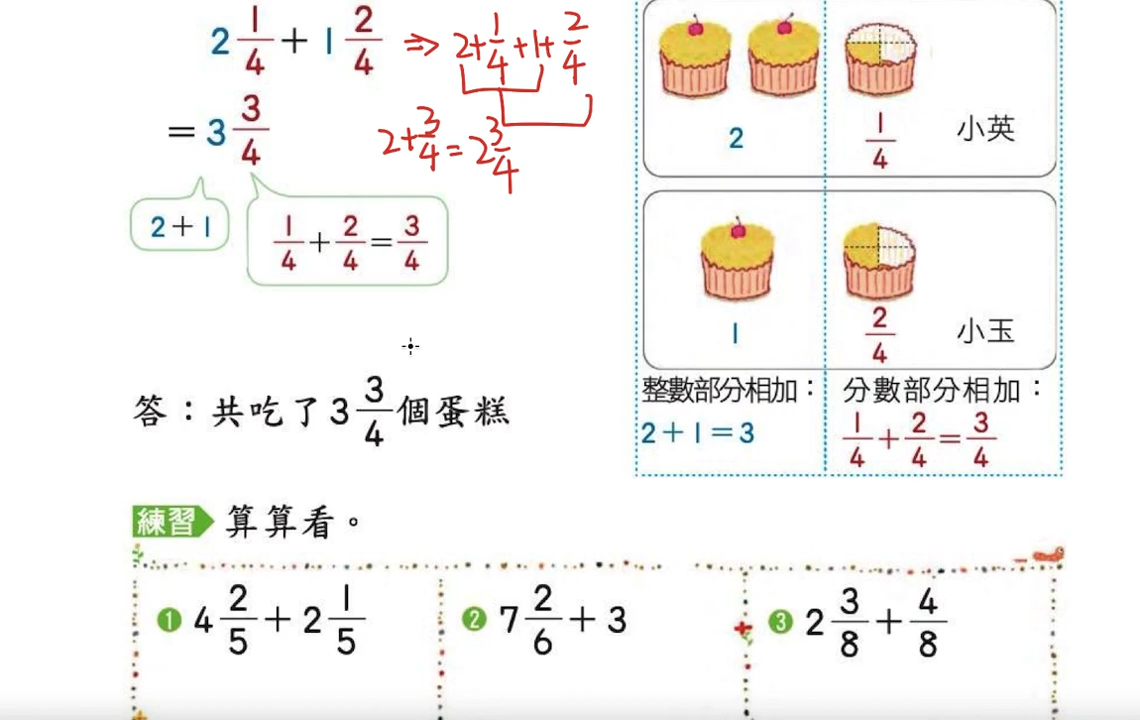 2 1/4 + 1 2/4 ⇒ 2+1/4+1+2/4
= 3 3/4
2+3/4=2 3/4
2+1
1/4+2/4=3/4
答：共吃了3 3/4個蛋糕
2
1/4
小英
1
2/4
小玉
整數部分相加：
2+1=3
分數部分相加：
1/4+2/4=3/4
練習 算算看。
1 4 2/5+2 1/5
2 7 2/6+3
3 2 3/8+4/8